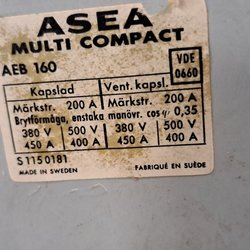 ASEA
MULTI COMPACT
AEB 160
VDE
0660
Kapslad Vent. kapsl.
Märkstr. 200 A Märkstr. 200 A
Brytförmåga, enstaka manövr. cos φ 0,35
380 V 500 V 380 V 500 V
450 A 400 A 450 A 400 A
S1150181
MADE IN SWEDEN FABRIQUÉ EN SUÈDE